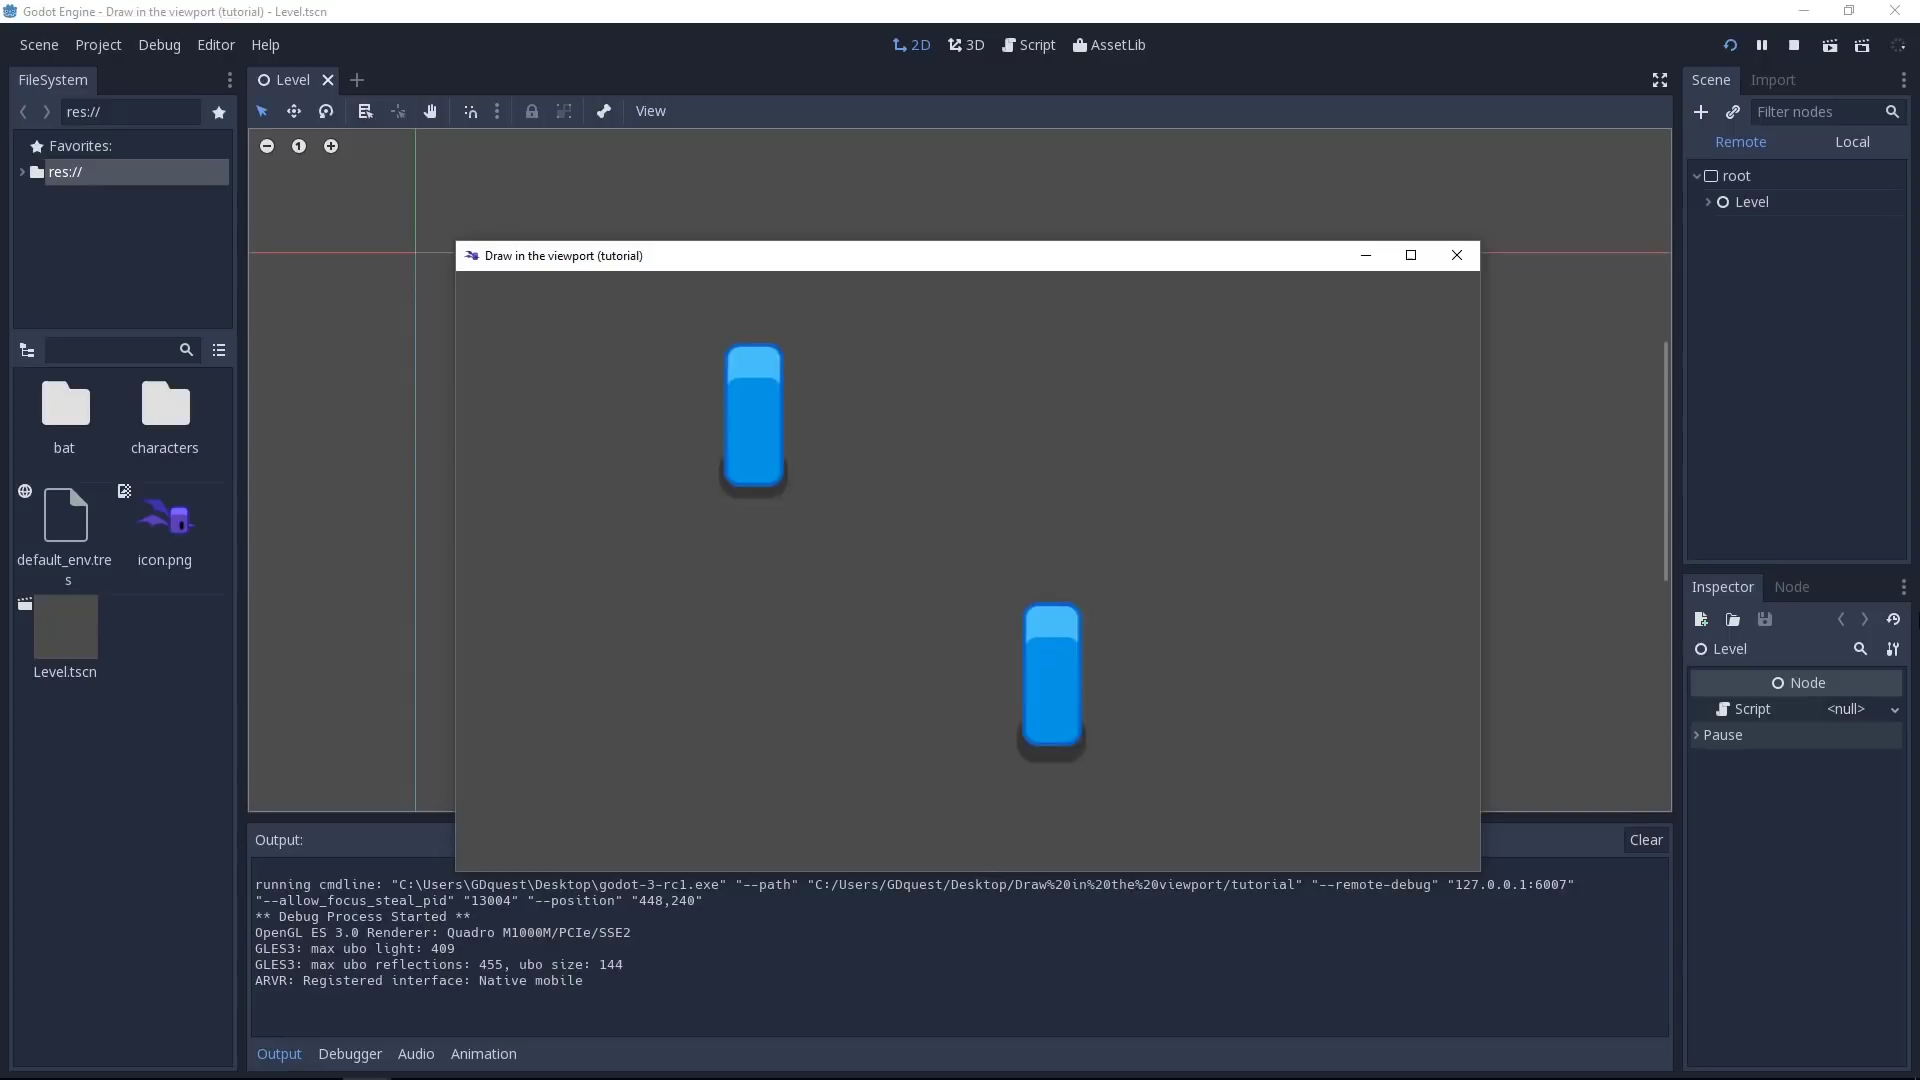 Godot Engine - Draw in the viewport (tutorial) - Level.tscn
Scene Project Debug Editor Help
2D 3D Script AssetLib
FileSystem
Level
Scene Import
res://
View
Filter nodes
Favorites:
res://
1
Remote Local
root
Level
Draw in the viewport (tutorial)
bat characters
default_env.tre
s
icon.png
Level.tscn
Inspector Node
Level
Node
Script <null>
Pause
Output:
Clear
running cmdline: "C:\Users\GDquest\Desktop\godot-3-rc1.exe" "--path" "C:/Users/GDquest/Desktop/Draw%20in%20the%20viewport/tutorial" "--remote-debug" "127.0.0.1:6007"
"--allow_focus_steal_pid" "13004" "--position" "448,240"
** Debug Process Started **
OpenGL ES 3.0 Renderer: Quadro M1000M/PCIe/SSE2
GLES3: max ubo light: 409
GLES3: max ubo reflections: 455, ubo size: 144
ARVR: Registered interface: Native mobile
Output Debugger Audio Animation